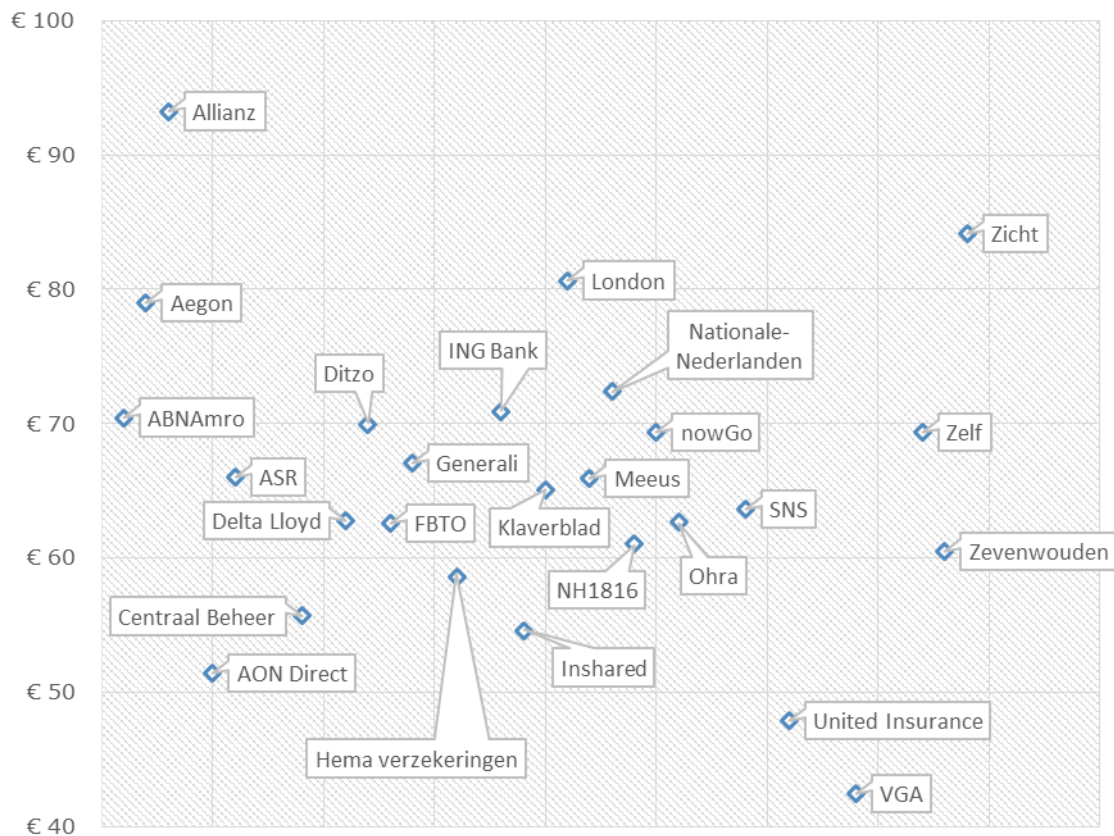 € 100
Allianz
€ 90
Zicht
London
€ 80
Aegon
Nationale-
Nederlanden
ING Bank
Ditzo
ABNAmro
€ 70
nowGo
Zelf
Generali
ASR
Meeus
SNS
Delta Lloyd
FBTO
Klaverblad
€ 60
Zevenwouden
Ohra
NH1816
Centraal Beheer
Inshared
AON Direct
€ 50
United Insurance
Hema verzekeringen
VGA
€ 40